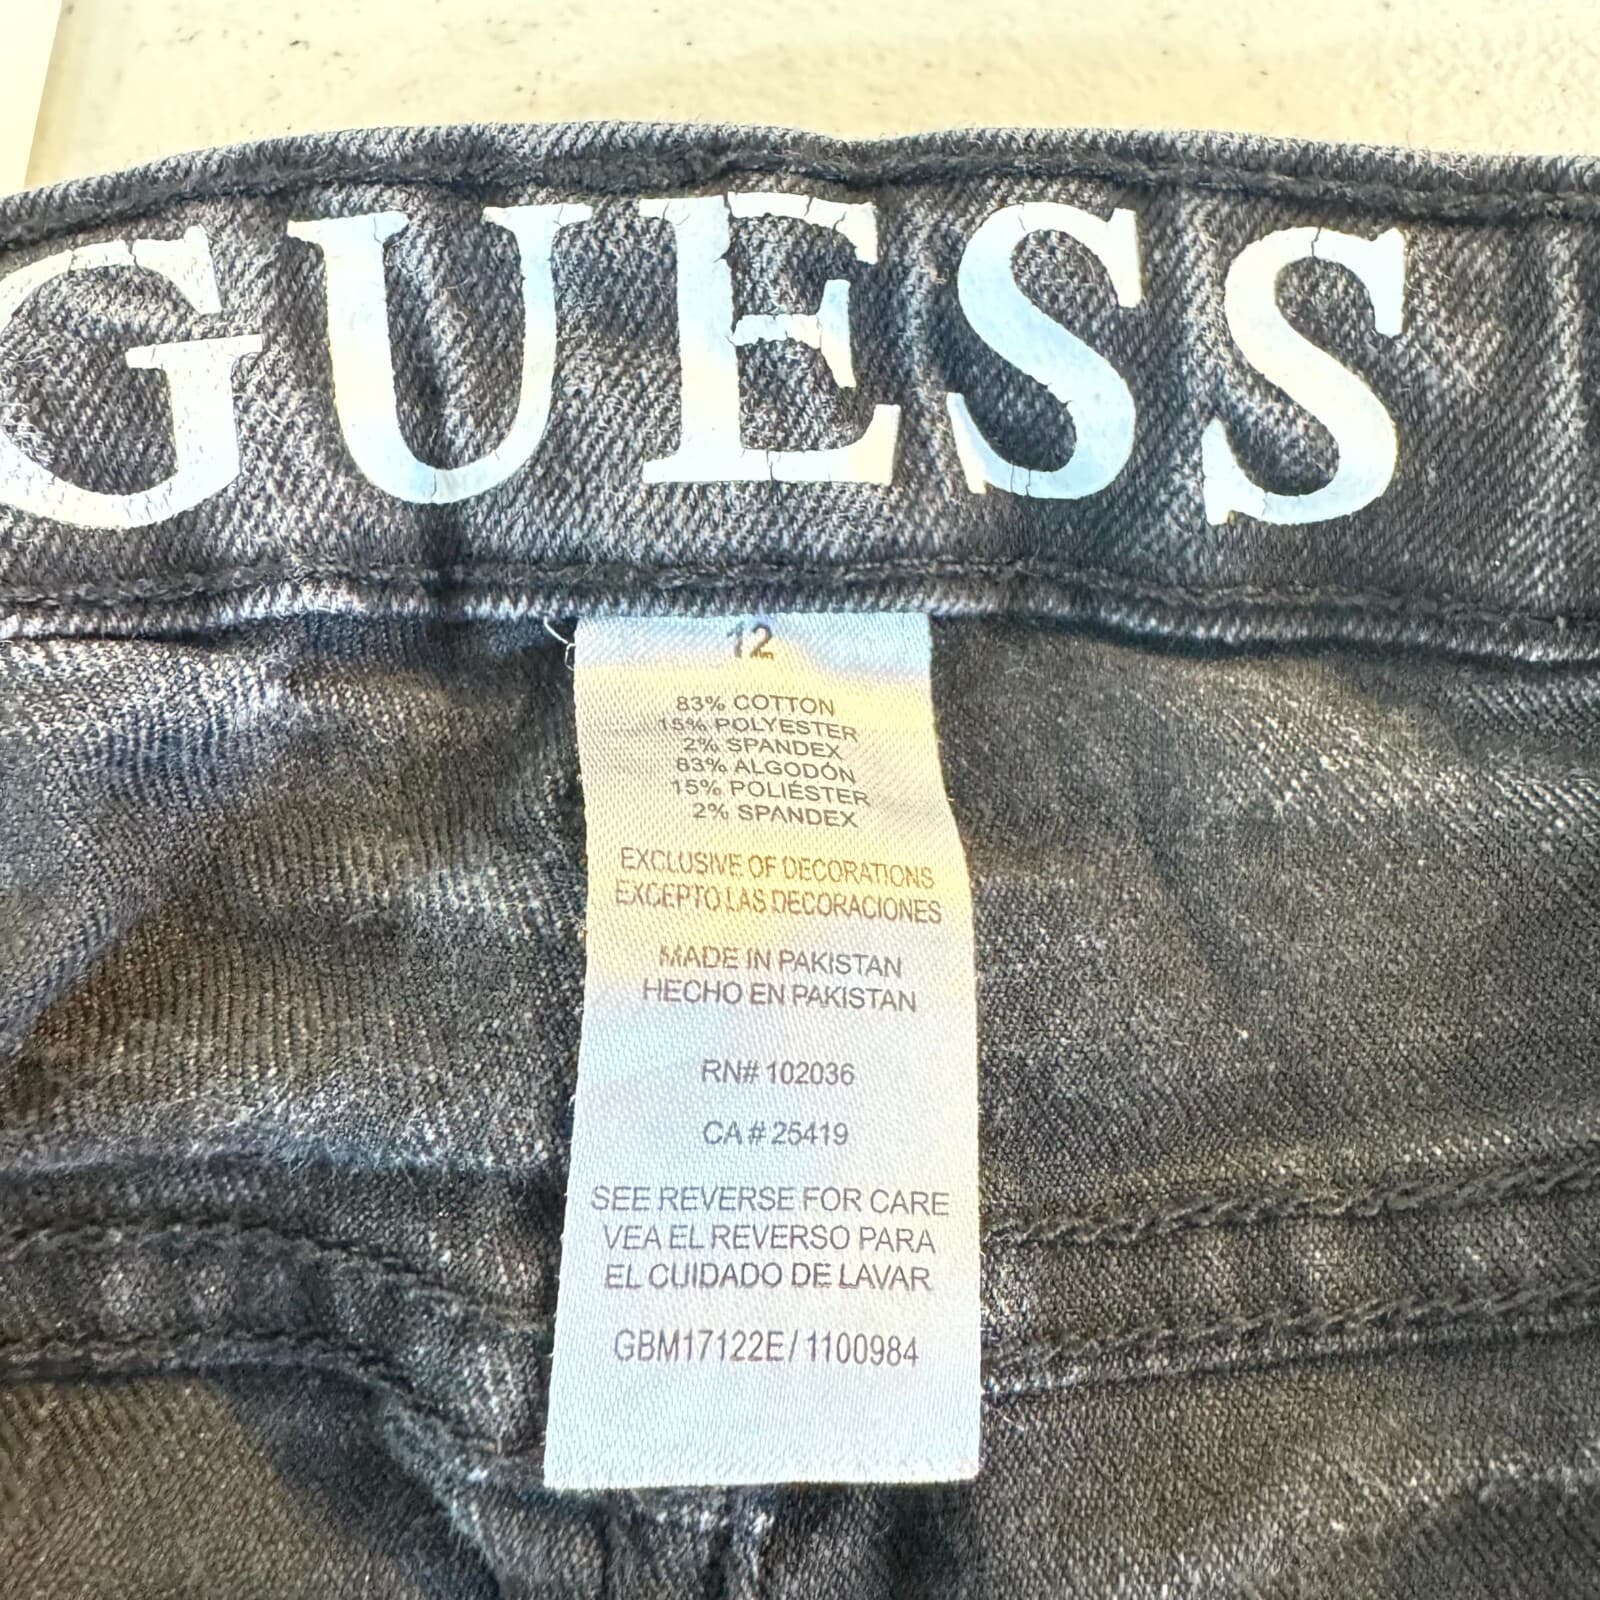 GUESS
12
83% COTTON
15% POLYESTER
2% SPANDEX
83% ALGODÓN
15% POLIÉSTER
2% SPANDEX
EXCLUSIVE OF DECORATIONS
EXCEPTO LAS DECORACIONES
MADE IN PAKISTAN
HECHO EN PAKISTAN
RN# 102036
CA # 25419
SEE REVERSE FOR CARE
VEA EL REVERSO PARA
EL CUIDADO DE LAVAR
GBM17122E / 1100984